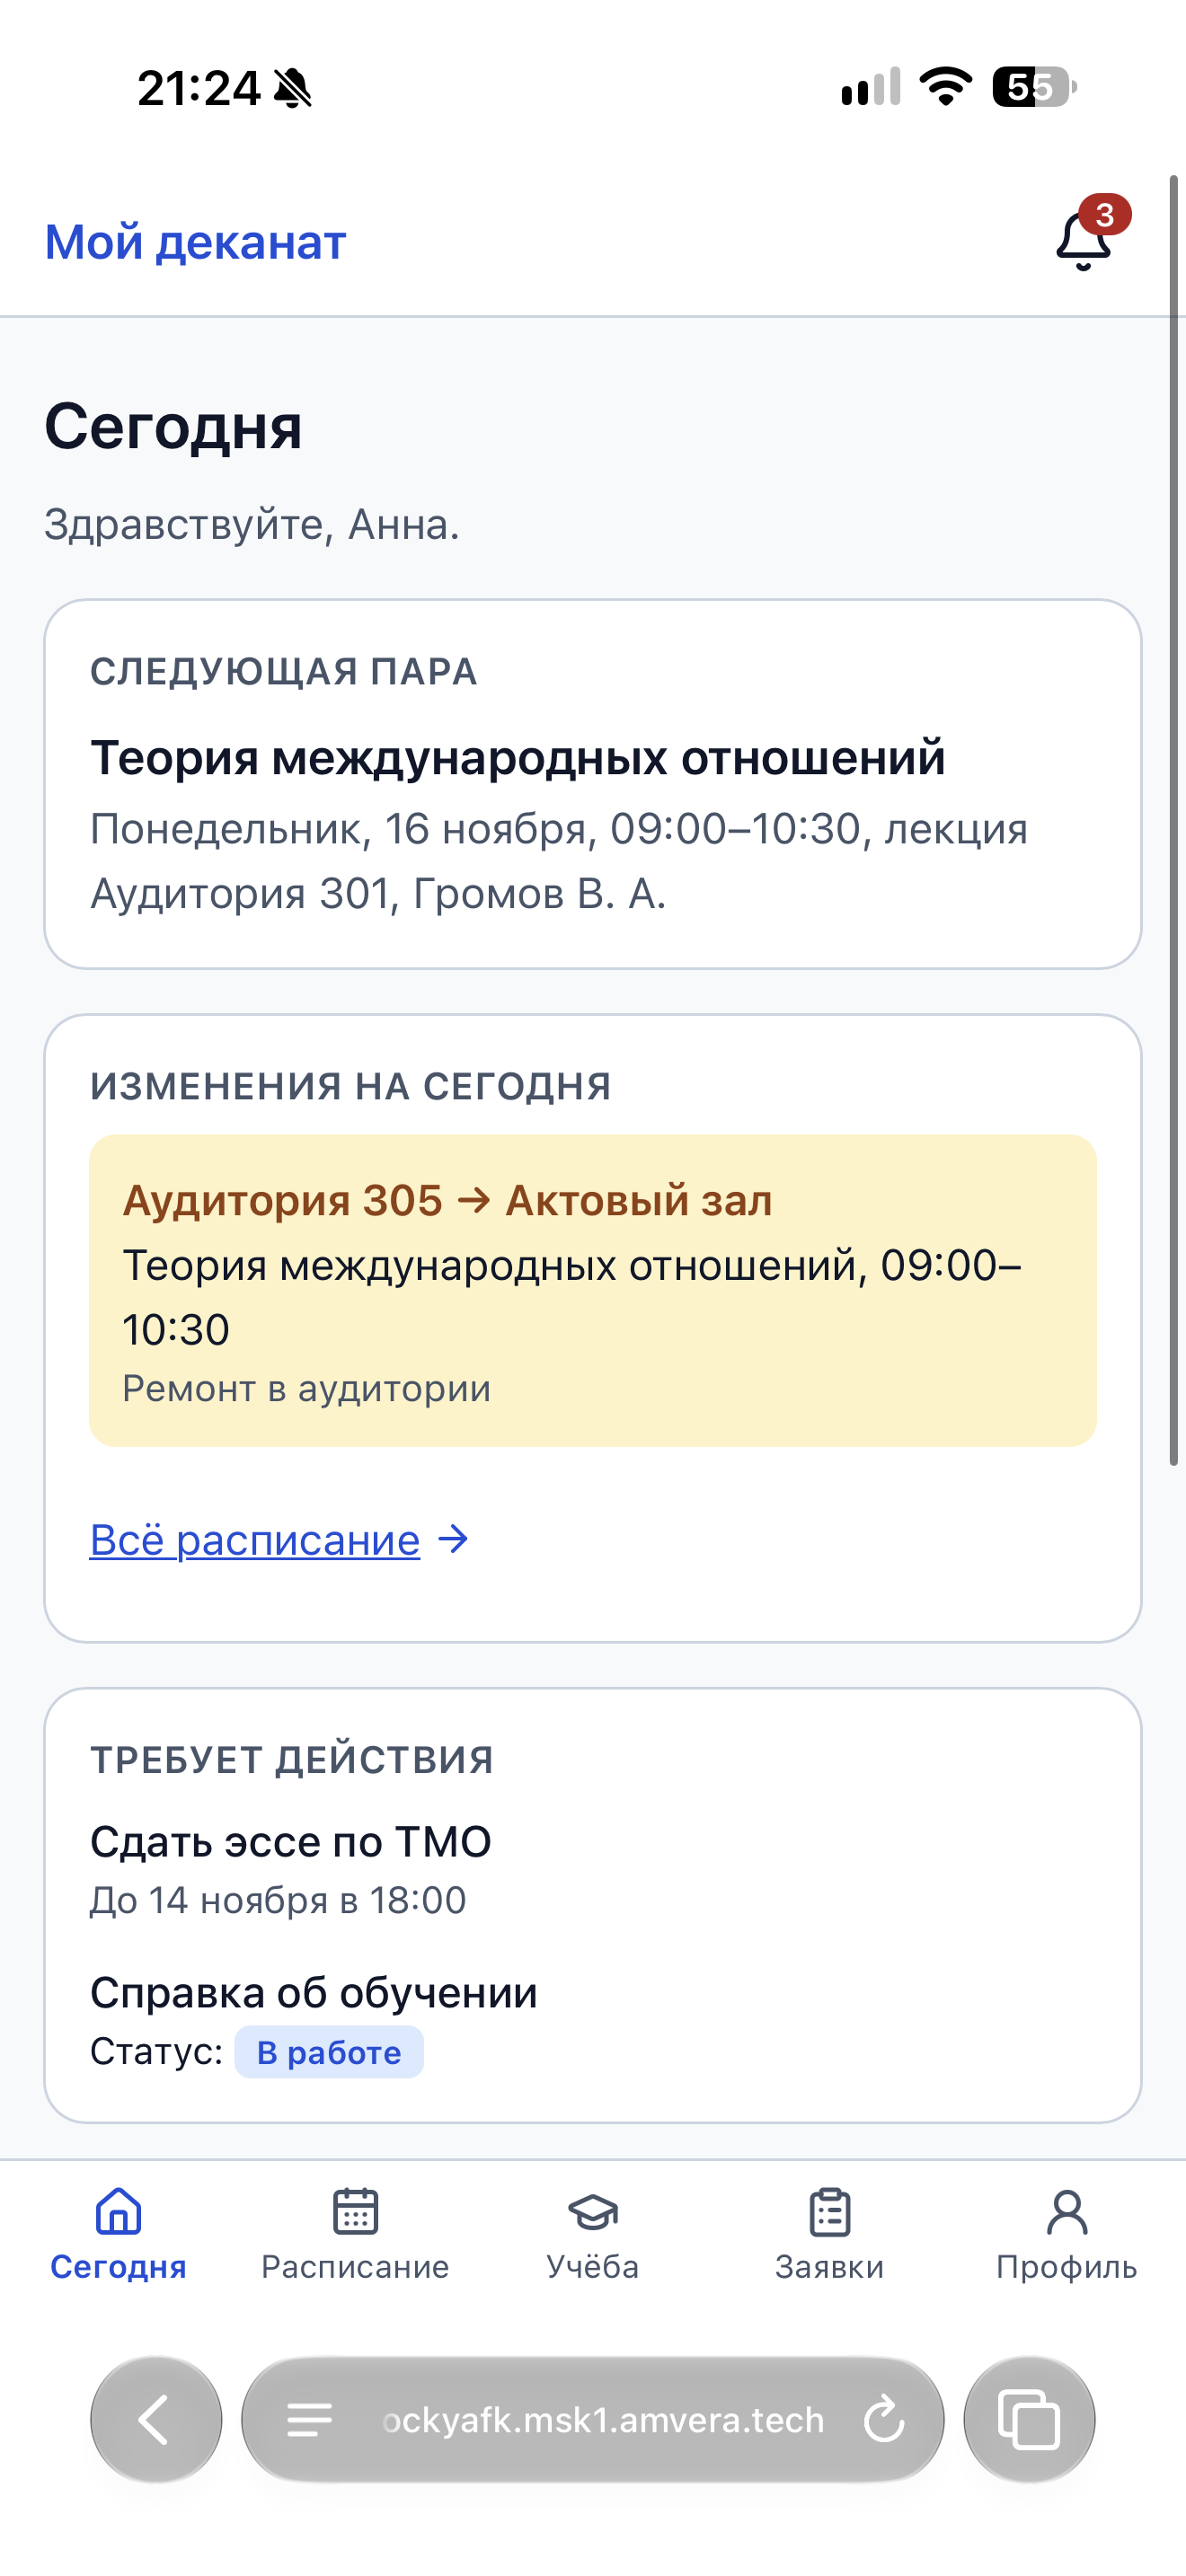 21:24
55
Мой деканат
3
Сегодня
Здравствуйте, Анна.
СЛЕДУЮЩАЯ ПАРА
Теория международных отношений
Понедельник, 16 ноября, 09:00–10:30, лекция
Аудитория 301, Громов В. А.
ИЗМЕНЕНИЯ НА СЕГОДНЯ
Аудитория 305 → Актовый зал
Теория международных отношений, 09:00–
10:30
Ремонт в аудитории
Всё расписание →
ТРЕБУЕТ ДЕЙСТВИЯ
Сдать эссе по ТМО
До 14 ноября в 18:00
Справка об обучении
Статус: В работе
Сегодня
Расписание
Учёба
Заявки
Профиль
ockyafk.msk1.amvera.tech